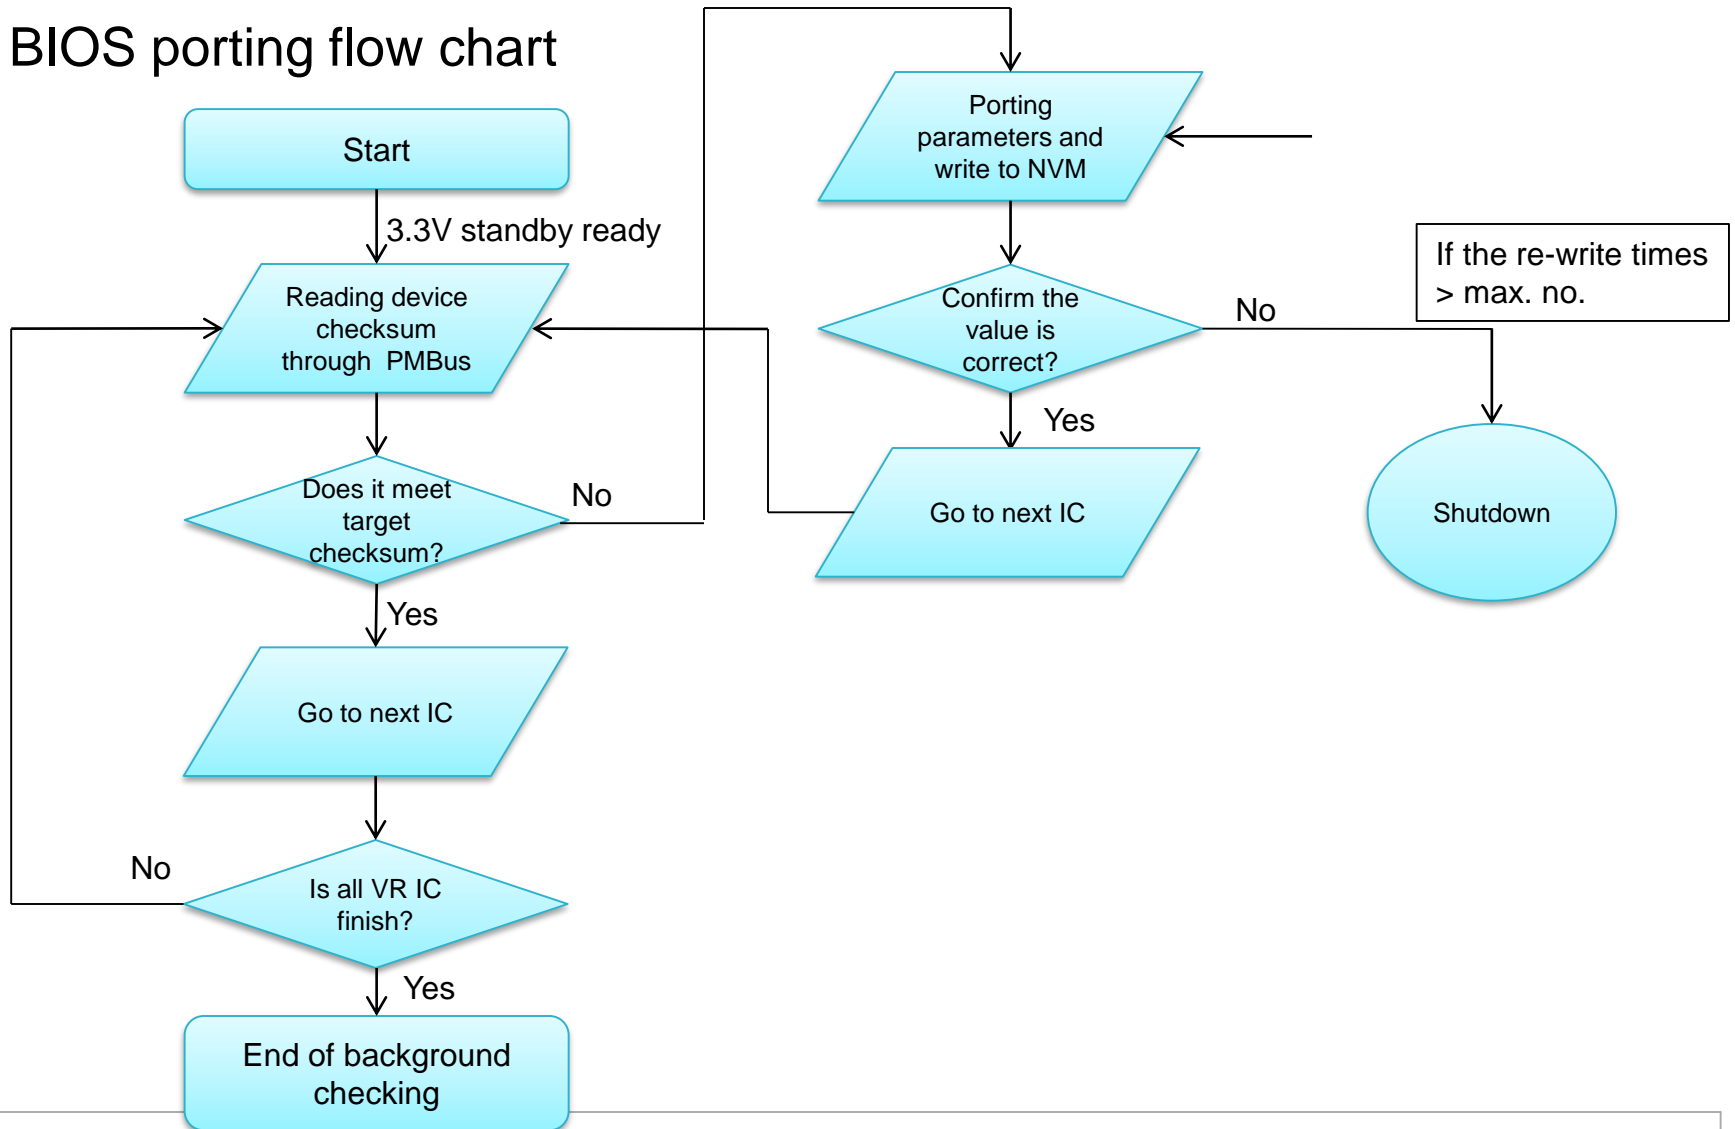 BIOS porting flow chart
Start
3.3V standby ready
Reading device
checksum
through PMBus
Does it meet
target
checksum?
No
Yes
Go to next IC
No
Is all VR IC
finish?
Yes
End of background
checking
Porting
parameters and
write to NVM
Confirm the
value is
correct?
No
Yes
Go to next IC
If the re-write times
> max. no.
Shutdown